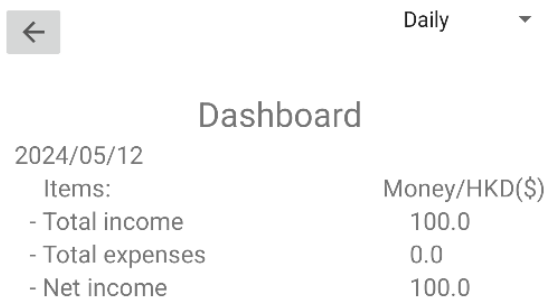 Daily
Dashboard
2024/05/12
Items: Money/HKD($)
- Total income 100.0
- Total expenses 0.0
- Net income 100.0